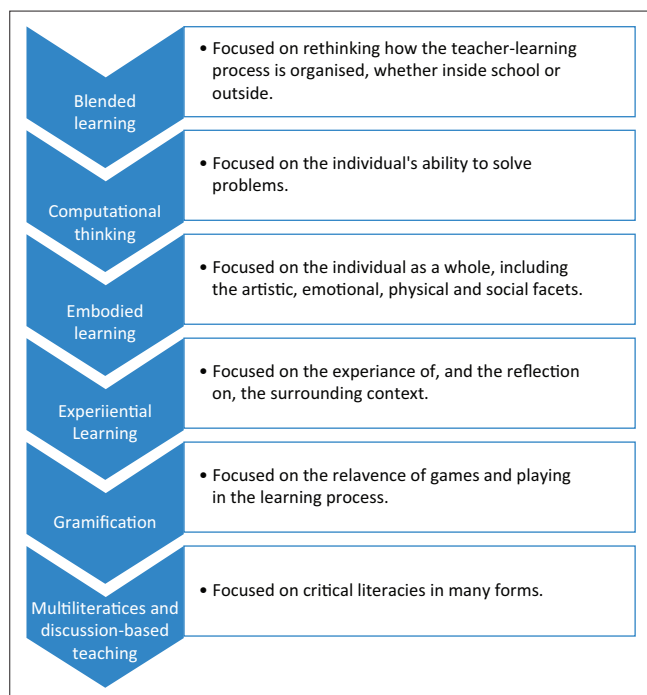 Blended
learning
• Focused on rethinking how the teacher-learning
process is organised, whether inside school or
outside.
Computational
thinking
• Focused on the individual's ability to solve
problems.
Embodied
learning
• Focused on the individual as a whole, including
the artistic, emotional, physical and social facets.
Experiiential
Learning
• Focused on the experiance of, and the reflection
on, the surrounding context.
Gramification
• Focused on the relavence of games and playing
in the learning process.
Multiliteratices and
discussion-based
teaching
• Focused on critical literacies in many forms.